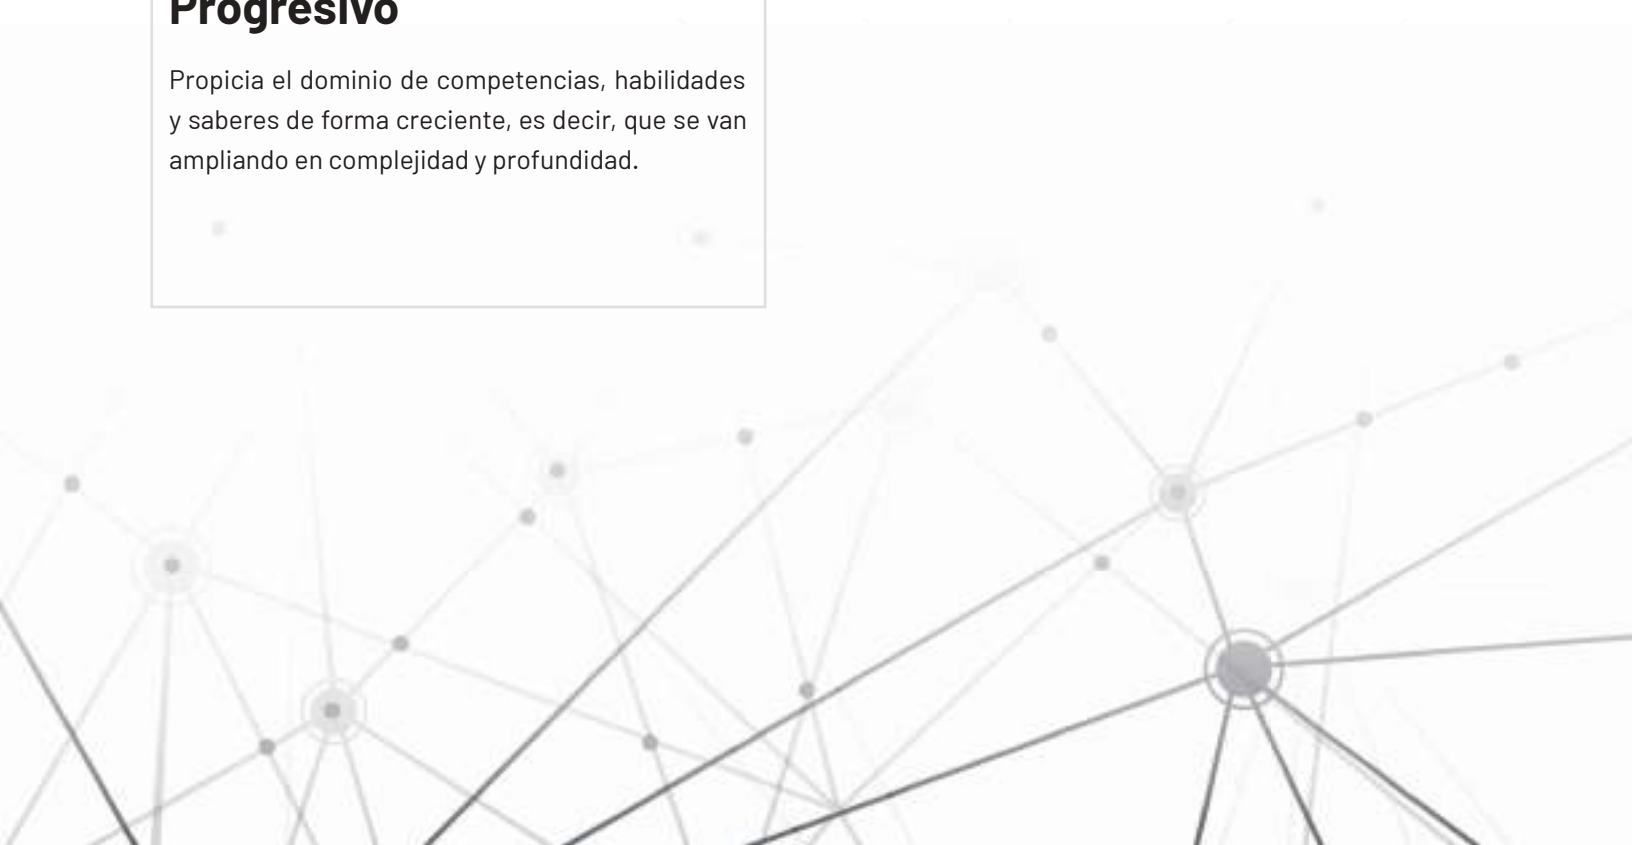 Progresivo
Propicia el dominio de competencias, habilidades
y saberes de forma creciente, es decir, que se van
ampliando en complejidad y profundidad.